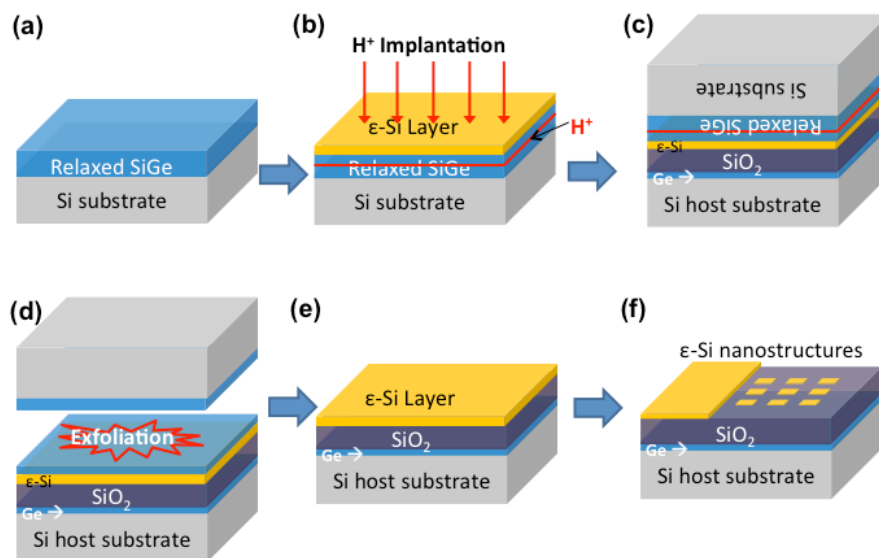 (a)
Relaxed SiGe
Si substrate
(b)
H⁺ Implantation
ε-Si Layer
H⁺
Relaxed SiGe
Si substrate
(c)
Si substrate
Relaxed SiGe
ε-Si
SiO₂
Ge →
Si host substrate
(d)
Exfoliation
ε-Si
SiO₂
Ge →
Si host substrate
(e)
ε-Si Layer
SiO₂
Ge →
Si host substrate
(f)
ε-Si nanostructures
SiO₂
Ge →
Si host substrate